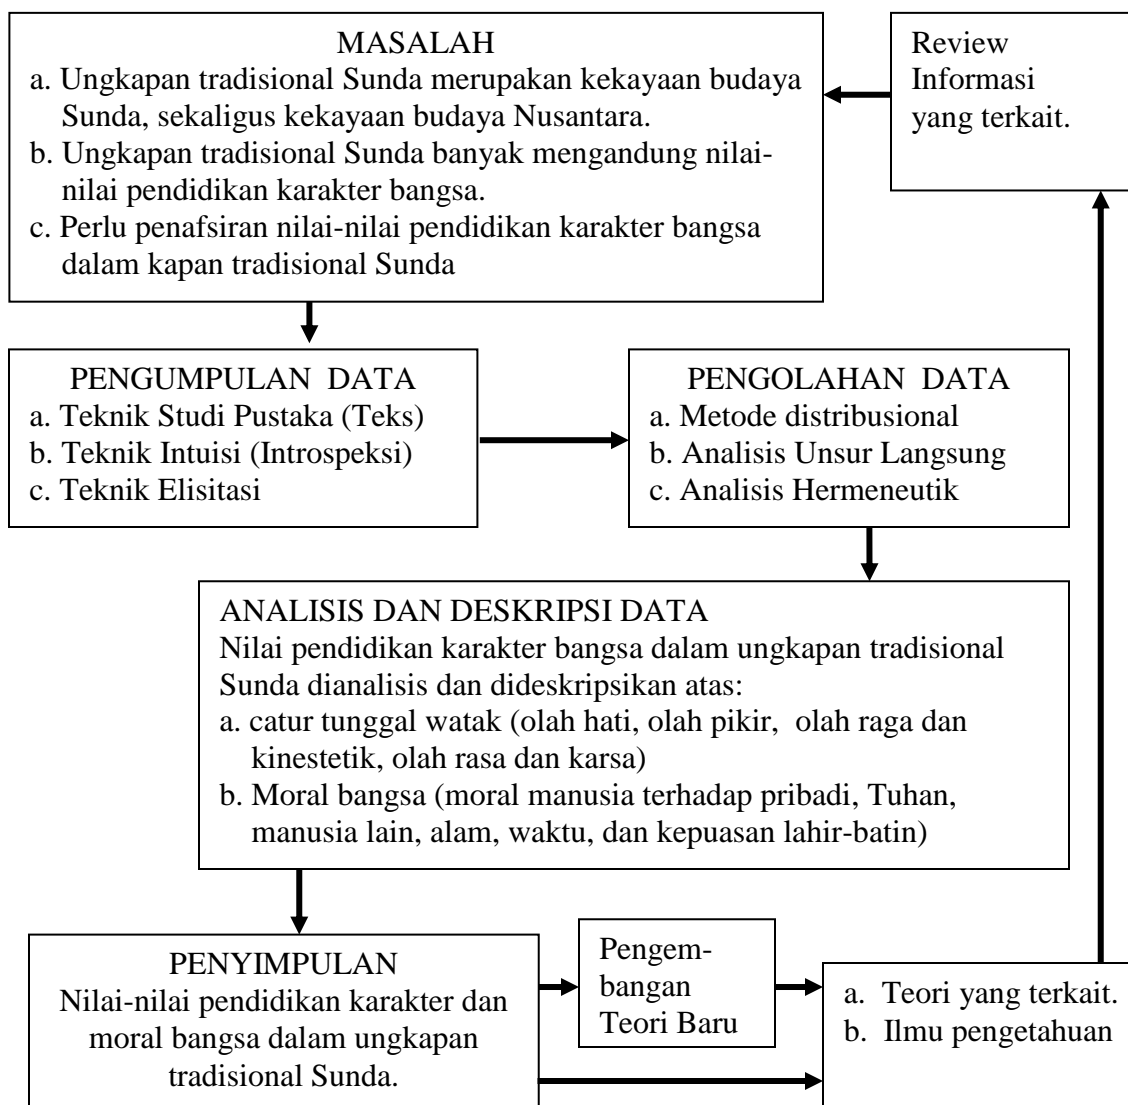 MASALAH
a. Ungkapan tradisional Sunda merupakan kekayaan budaya
Sunda, sekaligus kekayaan budaya Nusantara.
b. Ungkapan tradisional Sunda banyak mengandung nilai-
nilai pendidikan karakter bangsa.
c. Perlu penafsiran nilai-nilai pendidikan karakter bangsa
dalam kapan tradisional Sunda
Review
Informasi
yang terkait.
PENGUMPULAN DATA
a. Teknik Studi Pustaka (Teks)
b. Teknik Intuisi (Introspeksi)
c. Teknik Elisitasi
PENGOLAHAN DATA
a. Metode distribusional
b. Analisis Unsur Langsung
c. Analisis Hermeneutik
ANALISIS DAN DESKRIPSI DATA
Nilai pendidikan karakter bangsa dalam ungkapan tradisional
Sunda dianalisis dan dideskripsikan atas:
a. catur tunggal watak (olah hati, olah pikir, olah raga dan
kinestetik, olah rasa dan karsa)
b. Moral bangsa (moral manusia terhadap pribadi, Tuhan,
manusia lain, alam, waktu, dan kepuasan lahir-batin)
PENYIMPULAN
Nilai-nilai pendidikan karakter dan
moral bangsa dalam ungkapan
tradisional Sunda.
Pengem-
bangan
Teori Baru
a. Teori yang terkait.
b. Ilmu pengetahuan